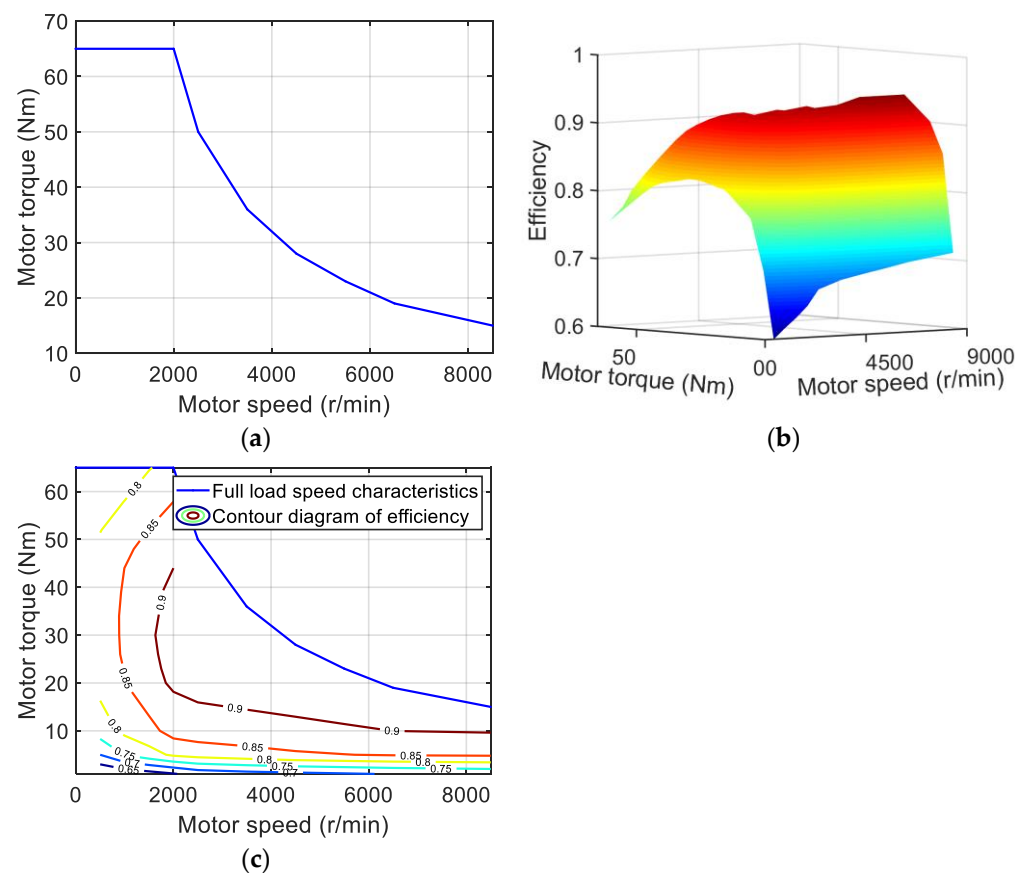 70
60
50
40
30
20
10
0 2000 4000 6000 8000
Motor torque (Nm)
Motor speed (r/min)
(a)
1
0.9
0.8
0.7
0.6
Efficiency
50
00
4500
9000
Motor torque (Nm)
Motor speed (r/min)
(b)
60
50
40
30
20
10
0 2000 4000 6000 8000
Motor torque (Nm)
Motor speed (r/min)
Full load speed characteristics
Contour diagram of efficiency
0.8
0.85
0.9
0.85
0.9
0.9
0.8
0.85
0.85
0.75
0.8
0.8
0.7
0.75
0.75
0.65
0.7
(c)